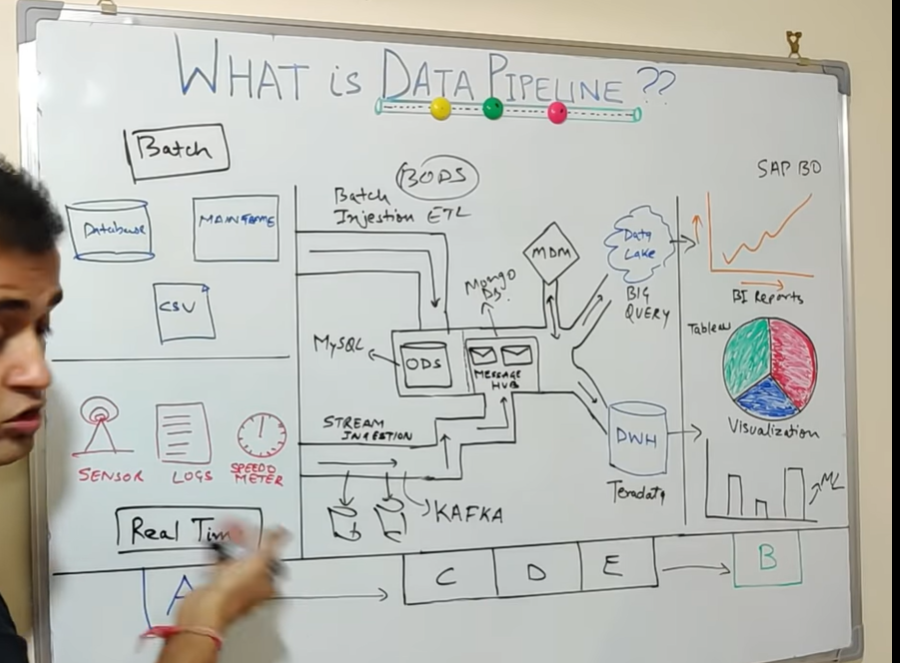 WHAT is DATA PIPELINE ??
Batch
Database
MAINFRAME
CSV
SENSOR
LOGS
SPEEDO
METER
Real Tim
BODS
Batch
Injestion ETL
MySQL
ODS
Mongo
DB.
MESSAGE
HUB
MDM
STREAM
INGESTION
KAFKA
Data
Lake
BIG
QUERY
DWH
Teradata
SAP BO
BI Reports
Tableau
Visualization
ML
A
C
D
E
B